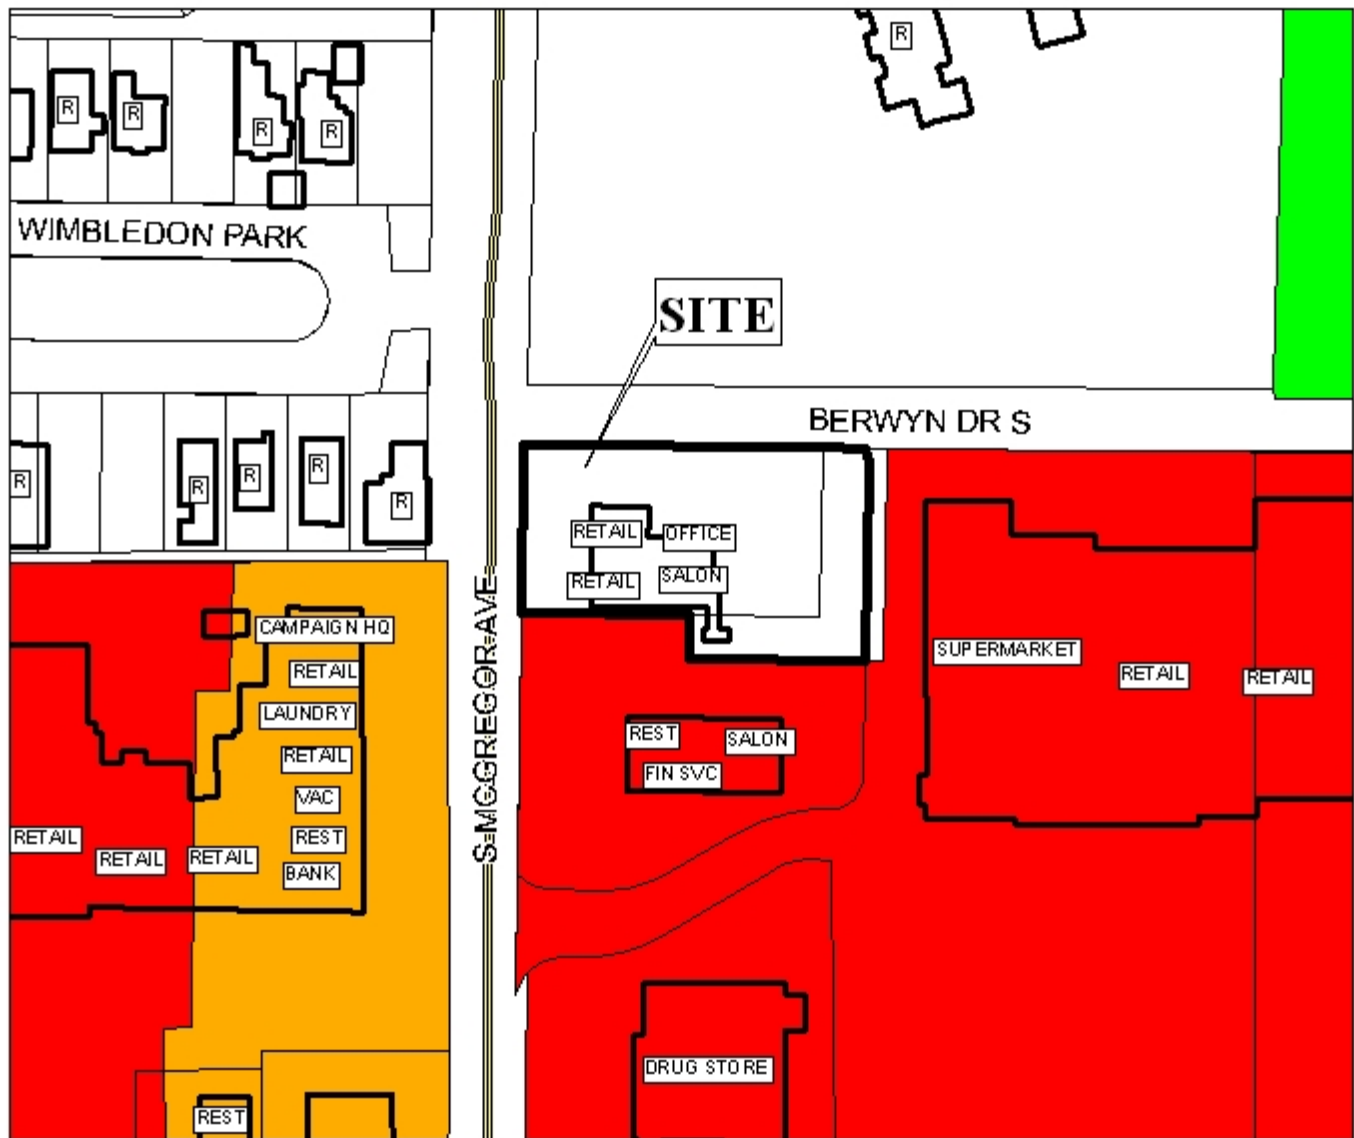 R
R
R
R
R
WIMBLEDON PARK
SITE
BERWYN DR S
R
R
R
R
R
RETAIL
OFFICE
RETAIL
SALON
S MCGREGOR AVE
CAMPAIGN HQ
RETAIL
LAUNDRY
RETAIL
VAC
REST
BANK
RETAIL
RETAIL
RETAIL
SUPERMARKET
RETAIL
RETAIL
REST
SALON
FIN SVC
DRUG STORE
REST